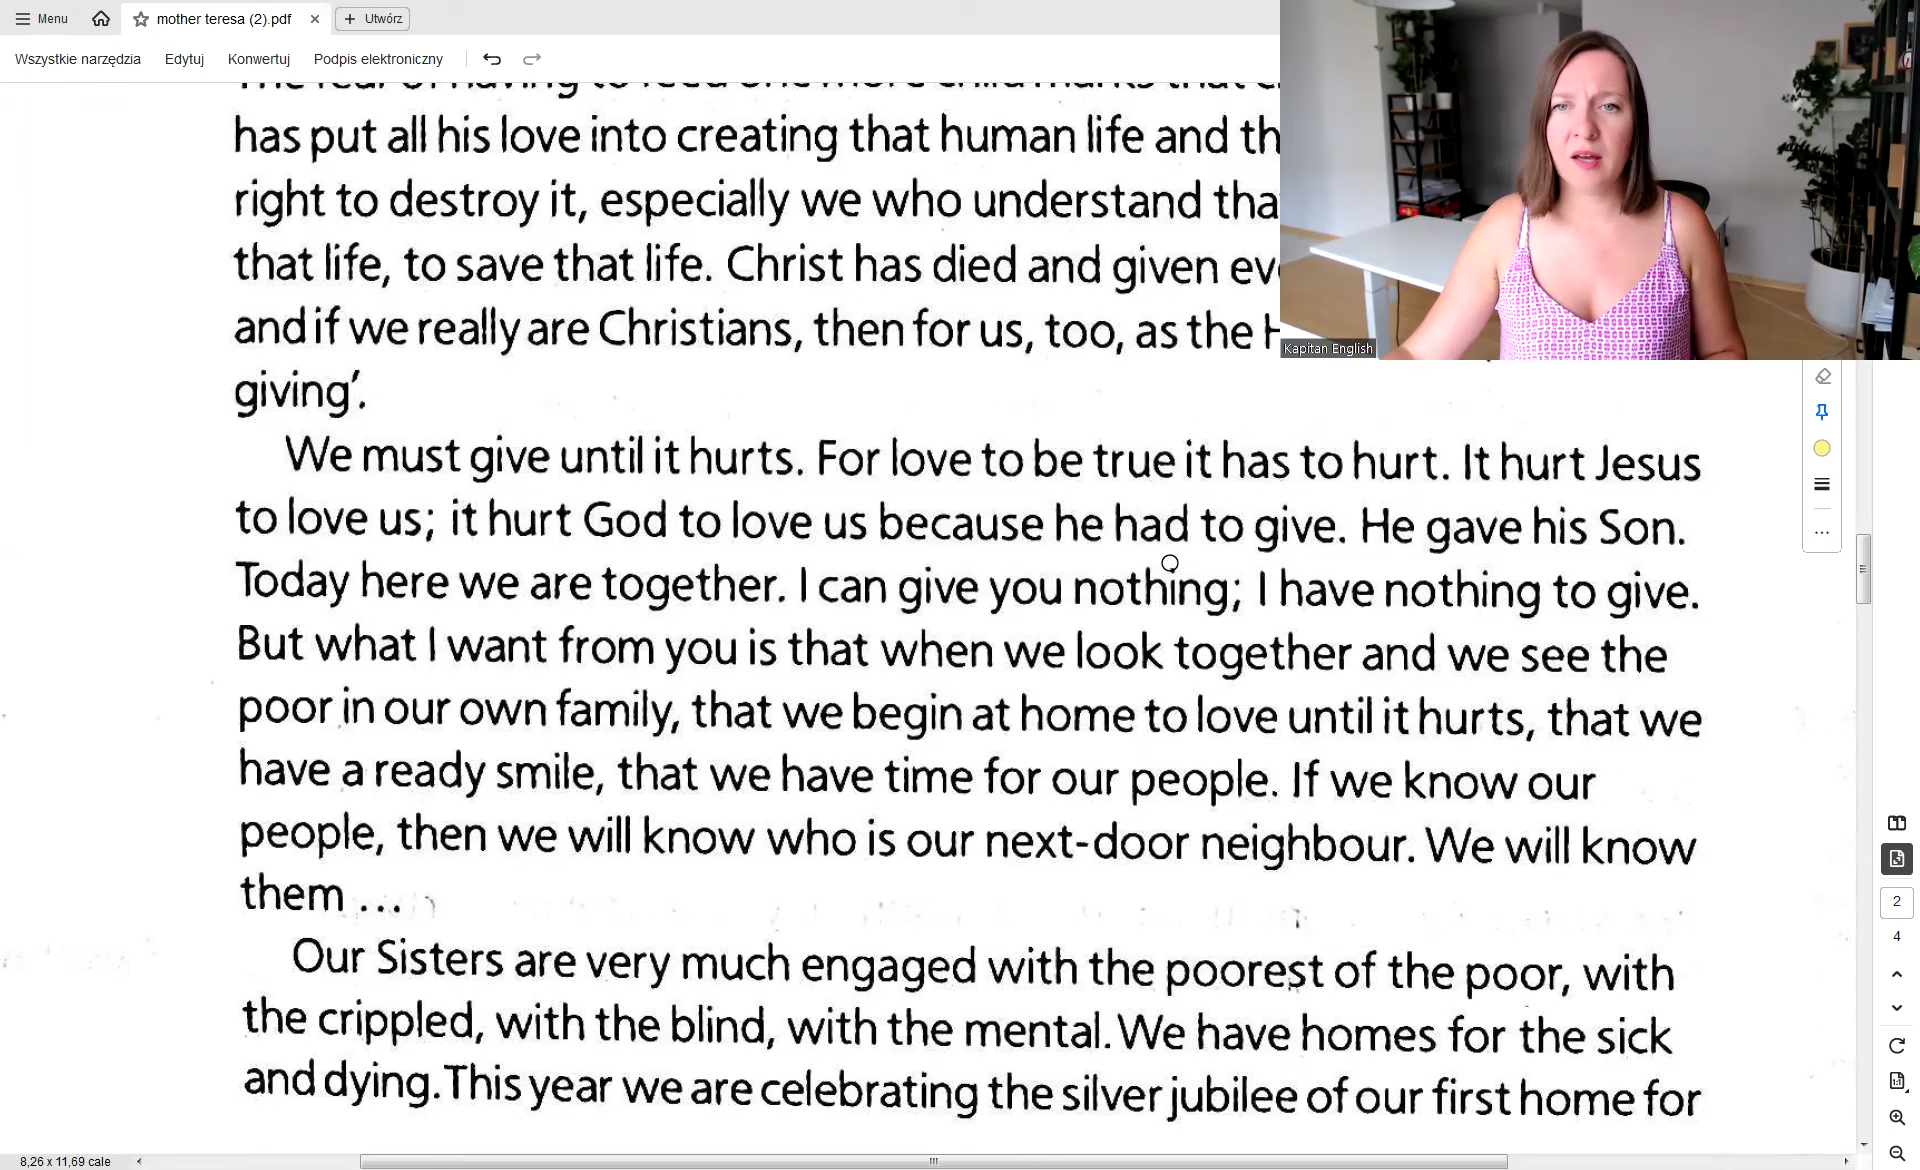 Menu
mother teresa (2).pdf
Utwórz
Wszystkie narzędzia Edytuj Konwertuj Podpis elektroniczny
The fear of having to feed one more child marks that
has put all his love into creating that human life and th
right to destroy it, especially we who understand tha
that life, to save that life. Christ has died and given ev
and if we really are Christians, then for us, too, as the H
giving'.
Kapitan English
We must give until it hurts. For love to be true it has to hurt. It hurt Jesus
to love us; it hurt God to love us because he had to give. He gave his Son.
Today here we are together. I can give you nothing; I have nothing to give.
But what I want from you is that when we look together and we see the
poor in our own family, that we begin at home to love until it hurts, that we
have a ready smile, that we have time for our people. If we know our
people, then we will know who is our next-door neighbour. We will know
them ...
Our Sisters are very much engaged with the poorest of the poor, with
the crippled, with the blind, with the mental. We have homes for the sick
and dying. This year we are celebrating the silver jubilee of our first home for
2
4
8,26 x 11,69 cale